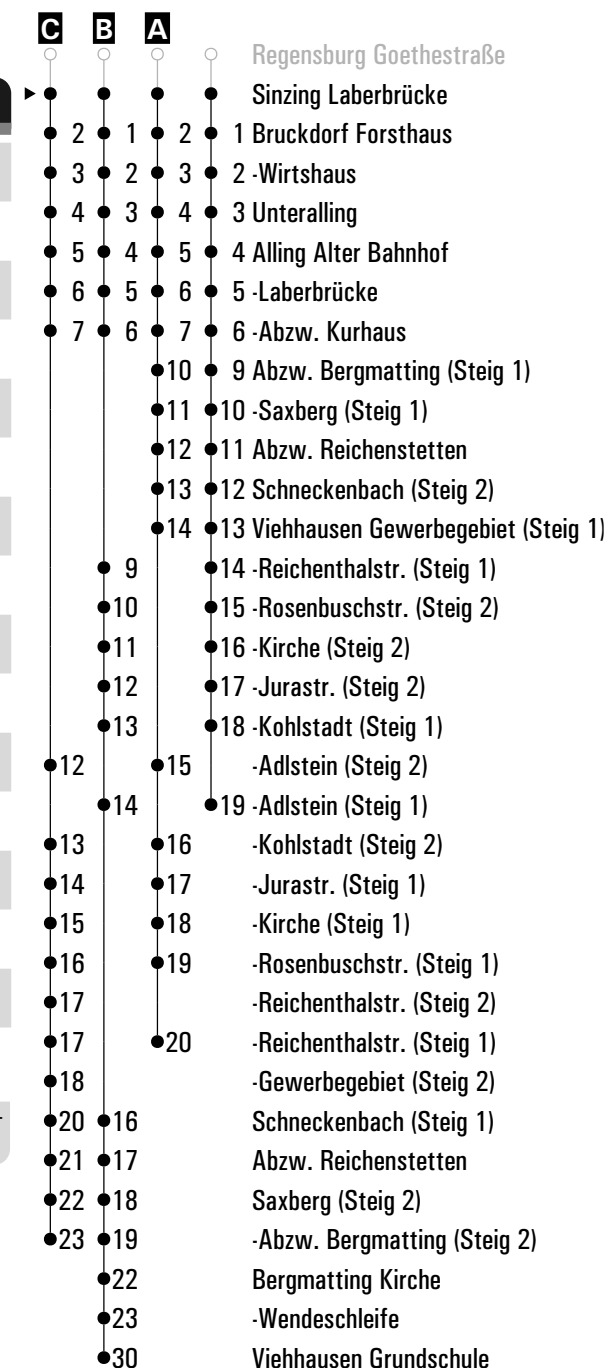 C B A
Regensburg Goethestraße
Sinzing Laberbrücke
2 1 2 1 Bruckdorf Forsthaus
3 2 3 2 -Wirtshaus
4 3 4 3 Unteralling
5 4 5 4 Alling Alter Bahnhof
6 5 6 5 -Laberbrücke
7 6 7 6 -Abzw. Kurhaus
10 9 Abzw. Bergmatting (Steig 1)
11 10 -Saxberg (Steig 1)
12 11 Abzw. Reichenstetten
13 12 Schneckenbach (Steig 2)
14 13 Viehhausen Gewerbegebiet (Steig 1)
9 14 -Reichenthalstr. (Steig 1)
10 15 -Rosenbuschstr. (Steig 2)
11 16 -Kirche (Steig 2)
12 17 -Jurastr. (Steig 2)
13 18 -Kohlstadt (Steig 1)
12 15 -Adlstein (Steig 2)
14 19 -Adlstein (Steig 1)
13 16 -Kohlstadt (Steig 2)
14 17 -Jurastr. (Steig 1)
15 18 -Kirche (Steig 1)
16 19 -Rosenbuschstr. (Steig 1)
17 -Reichenthalstr. (Steig 2)
17 20 -Reichenthalstr. (Steig 1)
18 -Gewerbegebiet (Steig 2)
20 16 Schneckenbach (Steig 1)
21 17 Abzw. Reichenstetten
22 18 Saxberg (Steig 2)
23 19 -Abzw. Bergmatting (Steig 2)
22 Bergmatting Kirche
23 -Wendeschleife
30 Viehhausen Grundschule